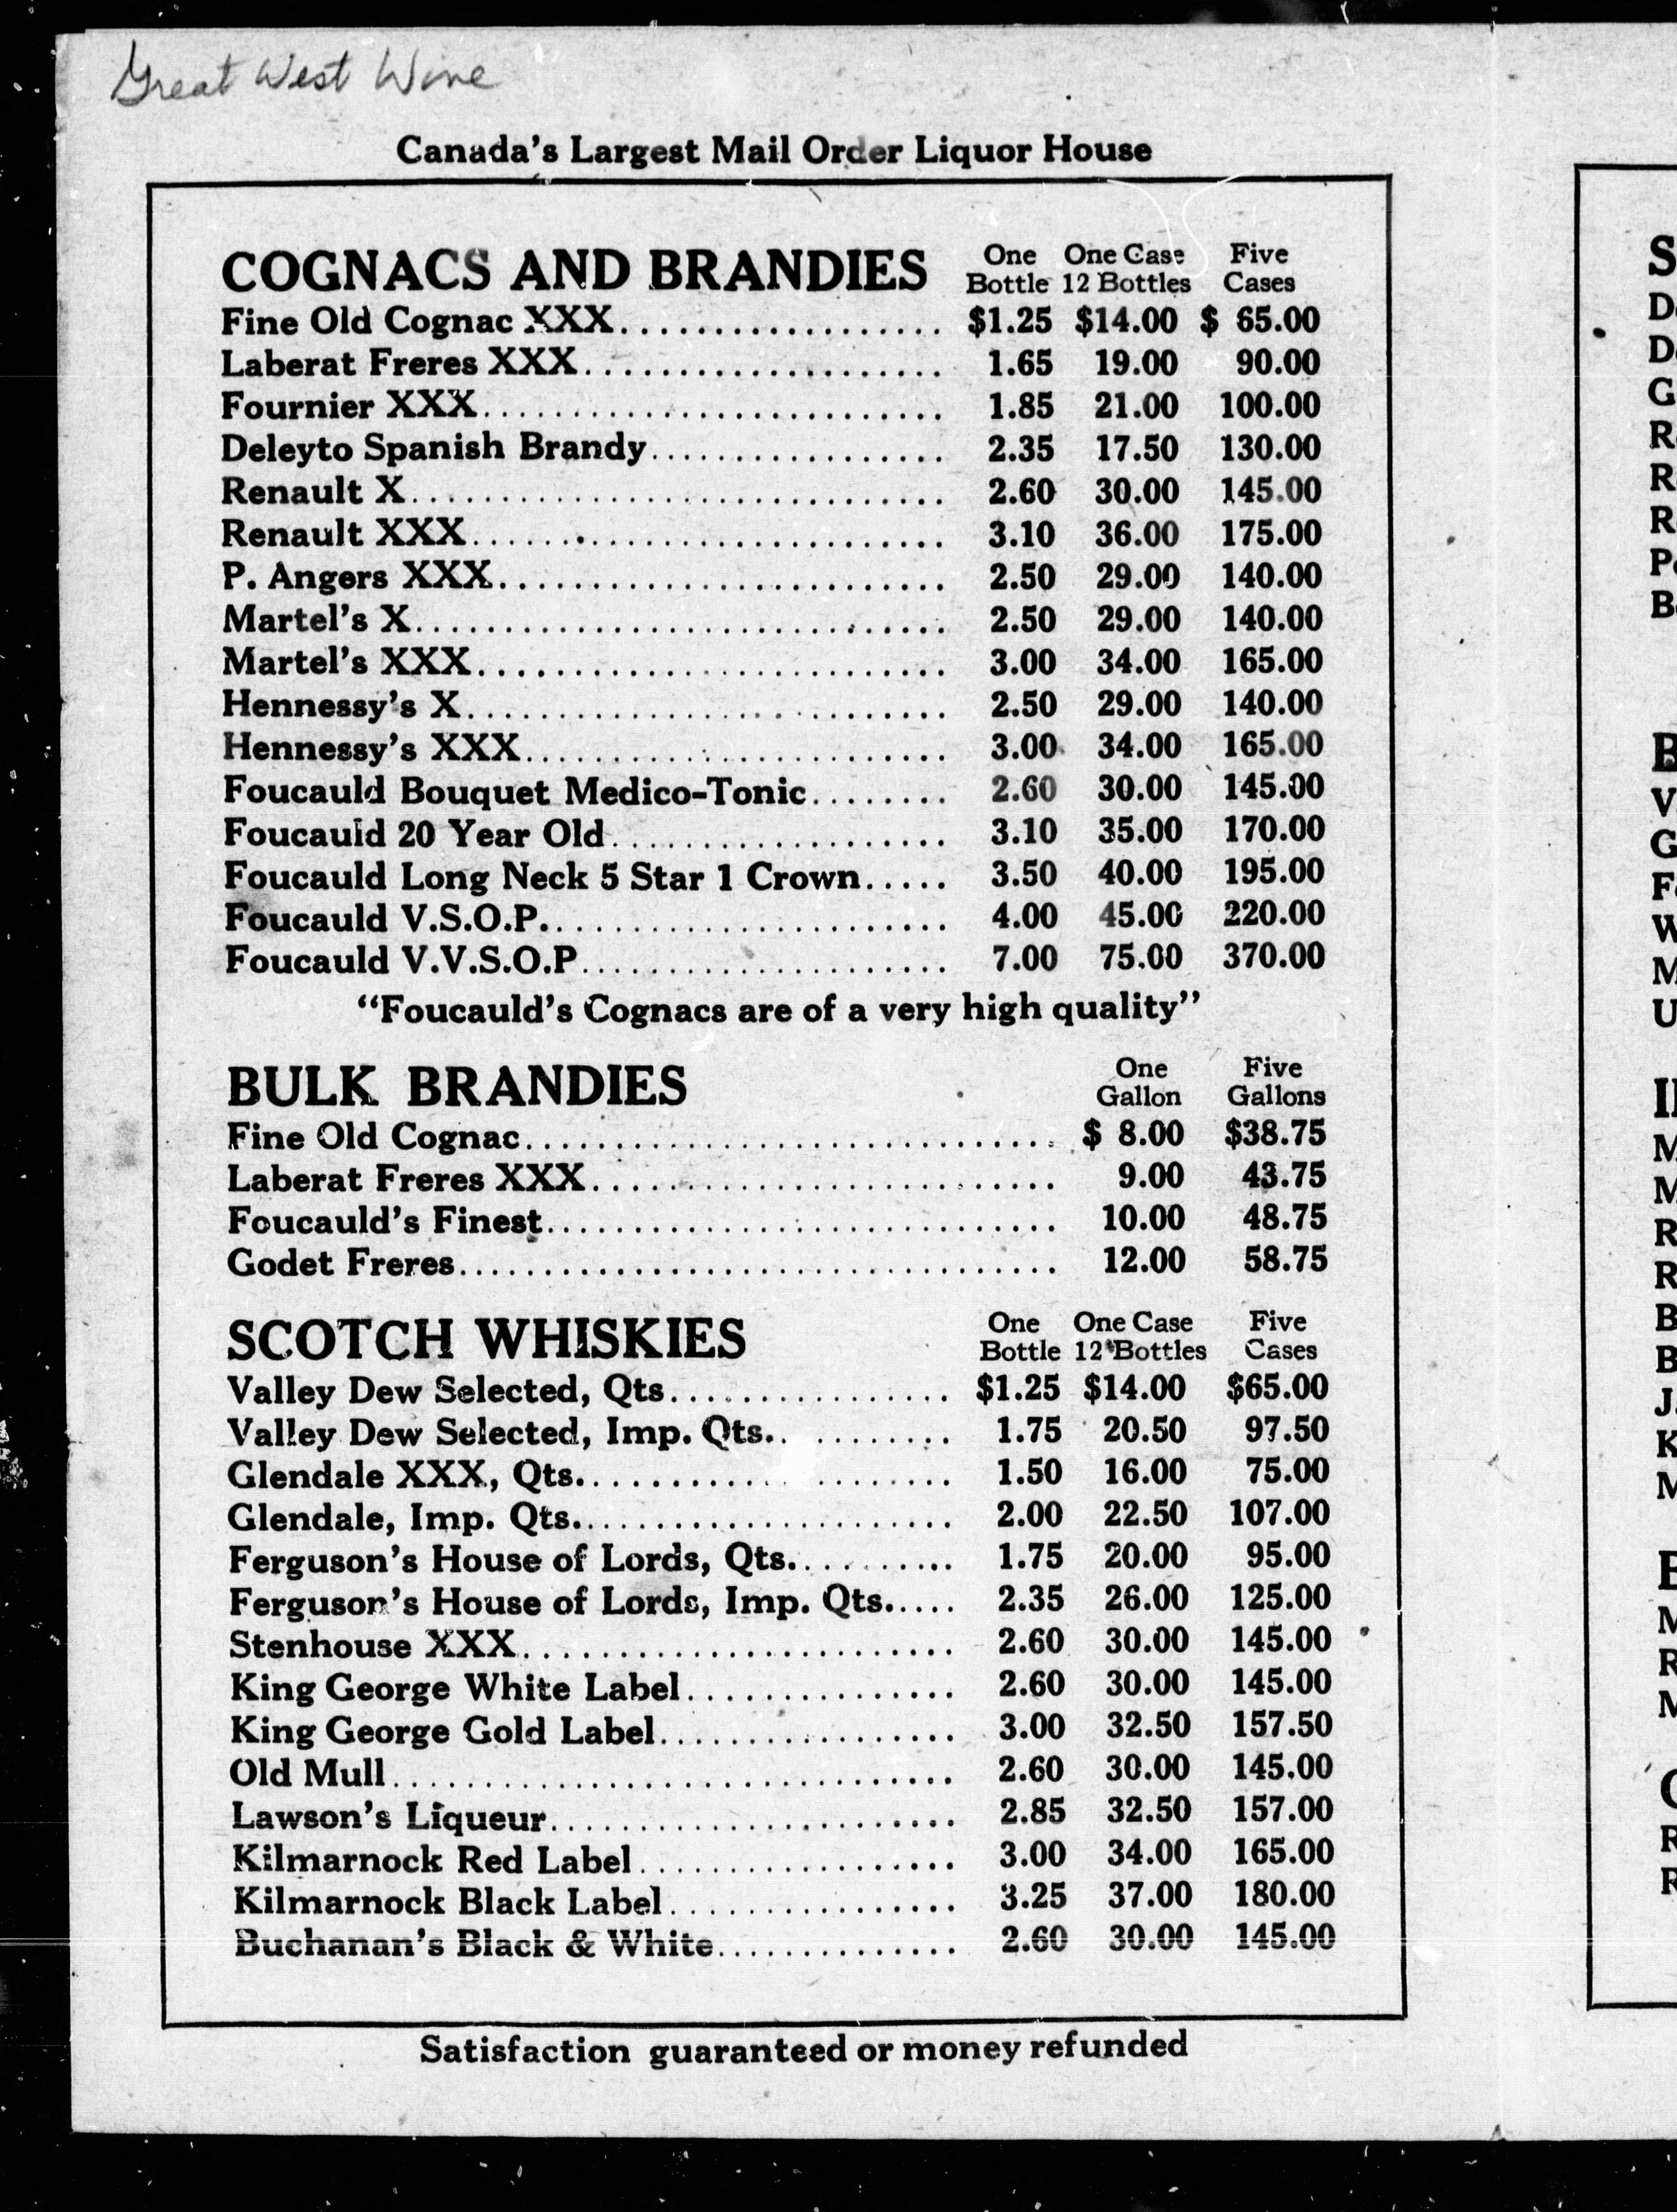 Great West Wine
Canada's Largest Mail Order Liquor House
COGNACS AND BRANDIES One Bottle One Case 12 Bottles Five Cases
Fine Old Cognac XXX.................. $1.25 $14.00 $ 65.00
Laberat Freres XXX.................... 1.65 19.00 90.00
Fournier XXX.......................... 1.85 21.00 100.00
Deleyto Spanish Brandy................. 2.35 17.50 130.00
Renault X.............................. 2.60 30.00 145.00
Renault XXX........................... 3.10 36.00 175.00
P. Angers XXX......................... 2.50 29.00 140.00
Martel's X.............................. 2.50 29.00 140.00
Martel's XXX.......................... 3.00 34.00 165.00
Hennessy's X........................... 2.50 29.00 140.00
Hennessy's XXX........................ 3.00 34.00 165.00
Foucauld Bouquet Medico-Tonic........ 2.60 30.00 145.00
Foucauld 20 Year Old................... 3.10 35.00 170.00
Foucauld Long Neck 5 Star 1 Crown..... 3.50 40.00 195.00
Foucauld V.S.O.P....................... 4.00 45.00 220.00
Foucauld V.V.S.O.P..................... 7.00 75.00 370.00
"Foucauld's Cognacs are of a very high quality"
BULK BRANDIES One Gallon Five Gallons
Fine Old Cognac.............................. $ 8.00 $38.75
Laberat Freres XXX.......................... 9.00 43.75
Foucauld's Finest............................. 10.00 48.75
Godet Freres.................................. 12.00 58.75
SCOTCH WHISKIES One Bottle One Case 12 Bottles Five Cases
Valley Dew Selected, Qts................ $1.25 $14.00 $65.00
Valley Dew Selected, Imp. Qts........... 1.75 20.50 97.50
Glendale XXX, Qts..................... 1.50 16.00 75.00
Glendale, Imp. Qts...................... 2.00 22.50 107.00
Ferguson's House of Lords, Qts.......... 1.75 20.00 95.00
Ferguson's House of Lords, Imp. Qts..... 2.35 26.00 125.00
Stenhouse XXX........................ 2.60 30.00 145.00
King George White Label............... 2.60 30.00 145.00
King George Gold Label................. 3.00 32.50 157.50
Old Mull................................ 2.60 30.00 145.00
Lawson's Liqueur....................... 2.85 32.50 157.00
Kilmarnock Red Label.................. 3.00 34.00 165.00
Kilmarnock Black Label................ 3.25 37.00 180.00
Buchanan's Black & White.............. 2.60 30.00 145.00
Satisfaction guaranteed or money refunded